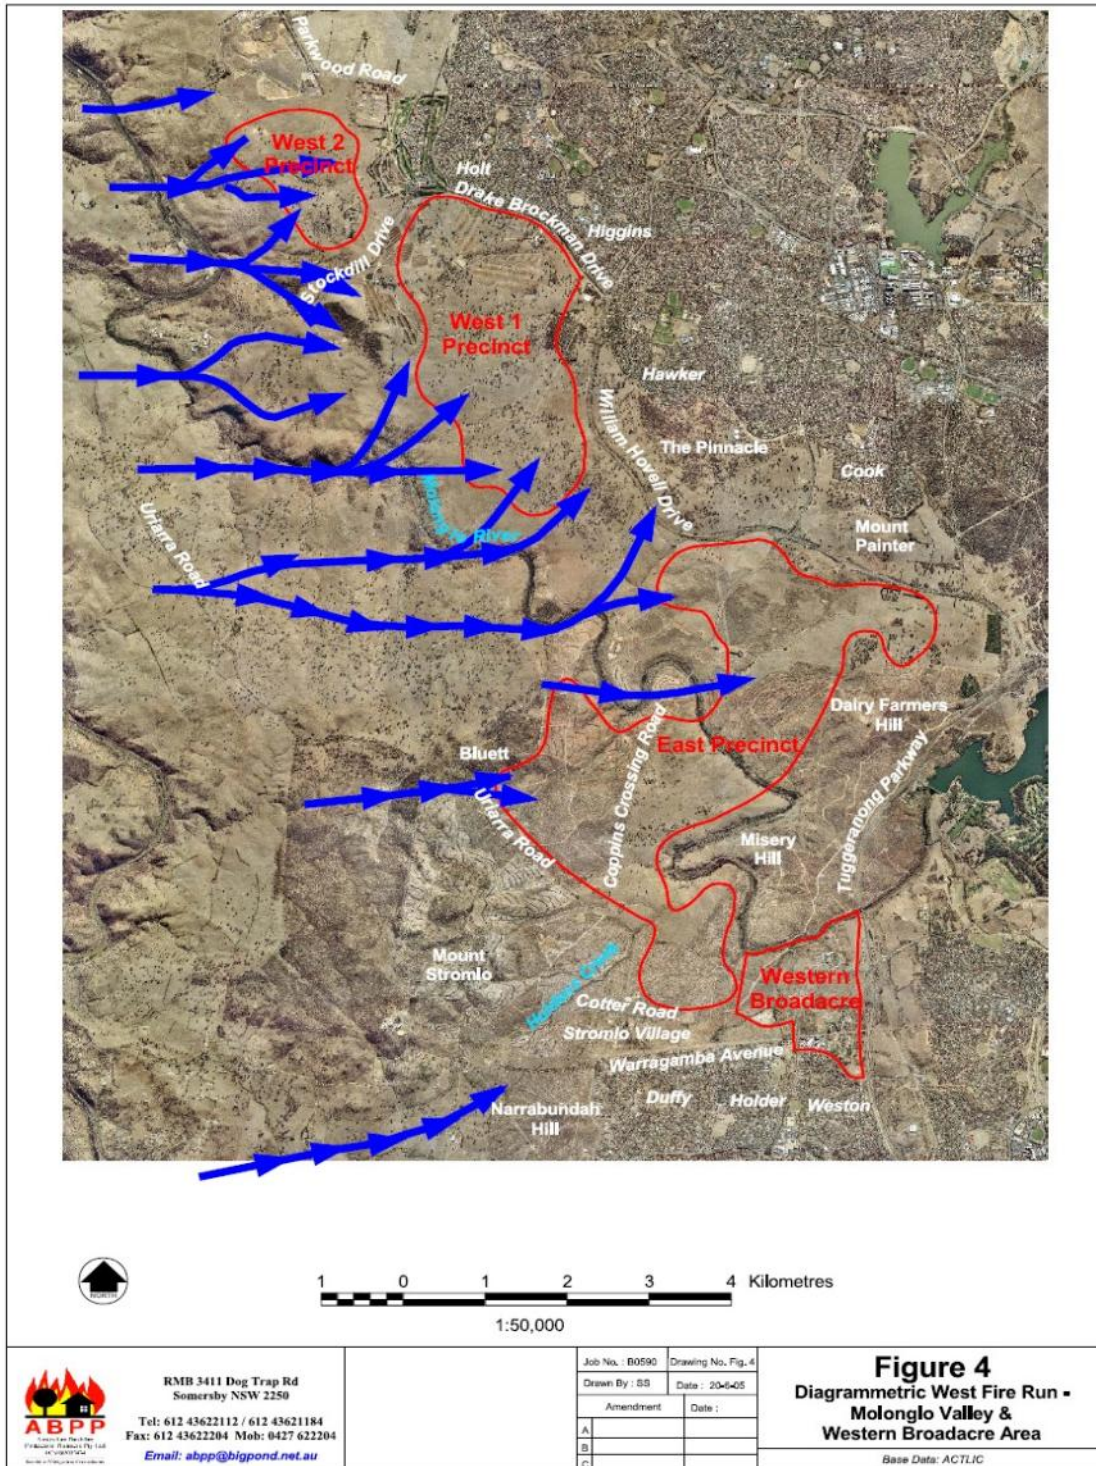 Parkwood Road
West 2
Precinct
Holt
Drake Brockman Drive
Higgins
Stockdill Drive
West 1
Precinct
Hawker
William Hovell Drive
The Pinnacle
Cook
Molonglo River
Uriarra Road
Mount
Painter
Dairy Farmers
Hill
East Precinct
Bluett
Coppins Crossing Road
Tuggeranong Parkway
Uriarra Road
Misery
Hill
Mount
Stromlo
Western
Broadacre
Cotter Road
Stromlo Village
Warragamba Avenue
Duffy
Holder
Weston
Narrabundah
Hill
NORTH
1 0 1 2 3 4 Kilometres
1:50,000
ABPP
RMB 3411 Dog Trap Rd
Somersby NSW 2250
Tel: 612 43622112 / 612 43621184
Fax: 612 43622204 Mob: 0427 622204
Email: abpp@bigpond.net.au
Job No. : B0590 Drawing No. Fig. 4
Drawn By : SS Date : 20-6-05
Amendment Date :
A
B
C
Figure 4
Diagrammetric West Fire Run -
Molonglo Valley &
Western Broadacre Area
Base Data: ACTLIC